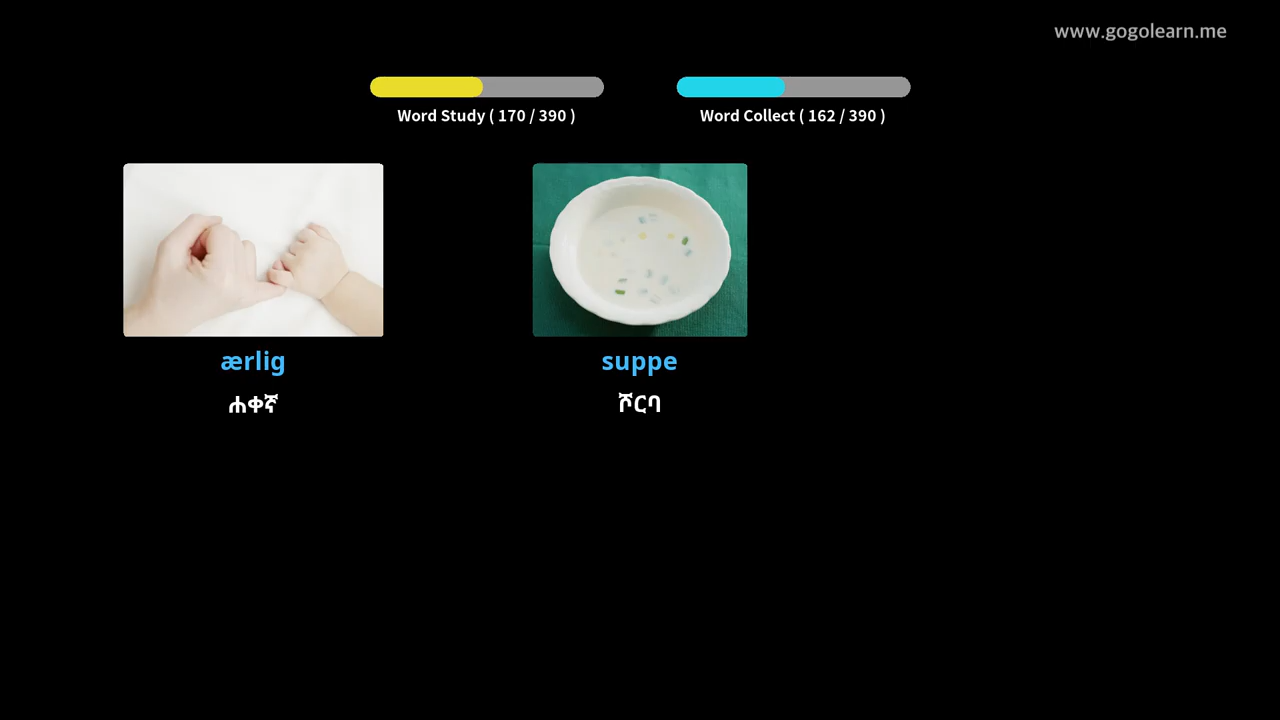 www.gogolearn.me
Word Study ( 170 / 390 )
Word Collect ( 162 / 390 )
ærlig
suppe
ሐቀኛ
ሾርባ